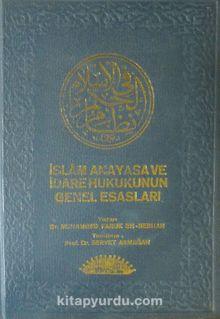 İSLÂM ANAYASA VE
İDARE HUKUKUNUN
GENEL ESASLARI
Yazan
Dr. MUHAMMED FARUK EN-NEBHAN
Prof. Dr. SERVET ARMAĞAN
kitapyurdu.com